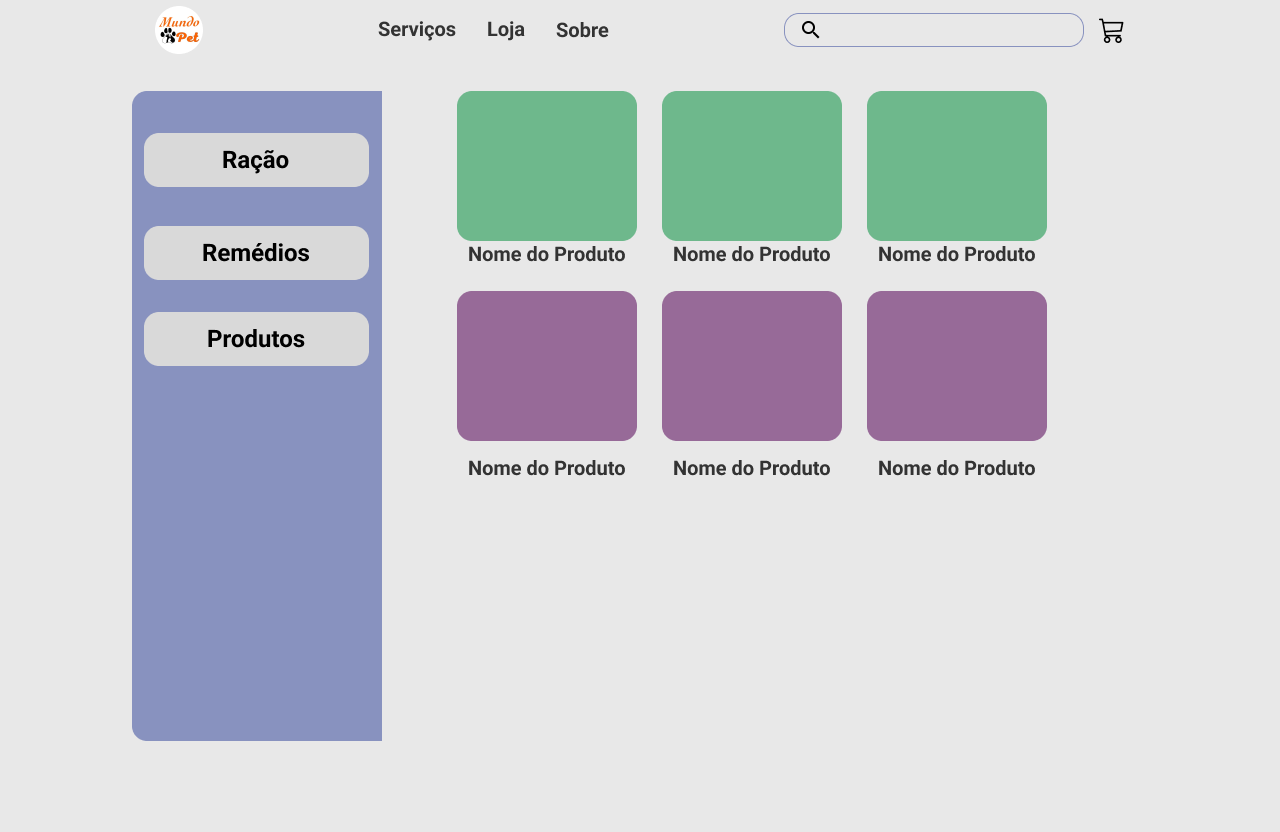 Mundo
Pet
Serviços
Loja
Sobre
Ração
Remédios
Produtos
Nome do Produto
Nome do Produto
Nome do Produto
Nome do Produto
Nome do Produto
Nome do Produto